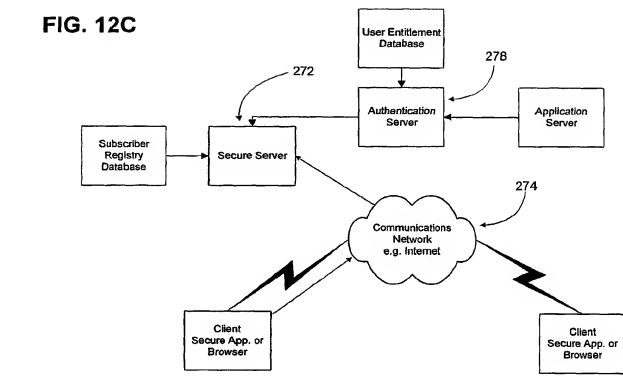 FIG. 12C
User Entitlement
Database
272
278
Authentication
Server
Application
Server
Subscriber
Registry
Database
Secure Server
274
Communications
Network
e.g. Internet
Client
Secure App. or
Browser
Client
Secure App. or
Browser